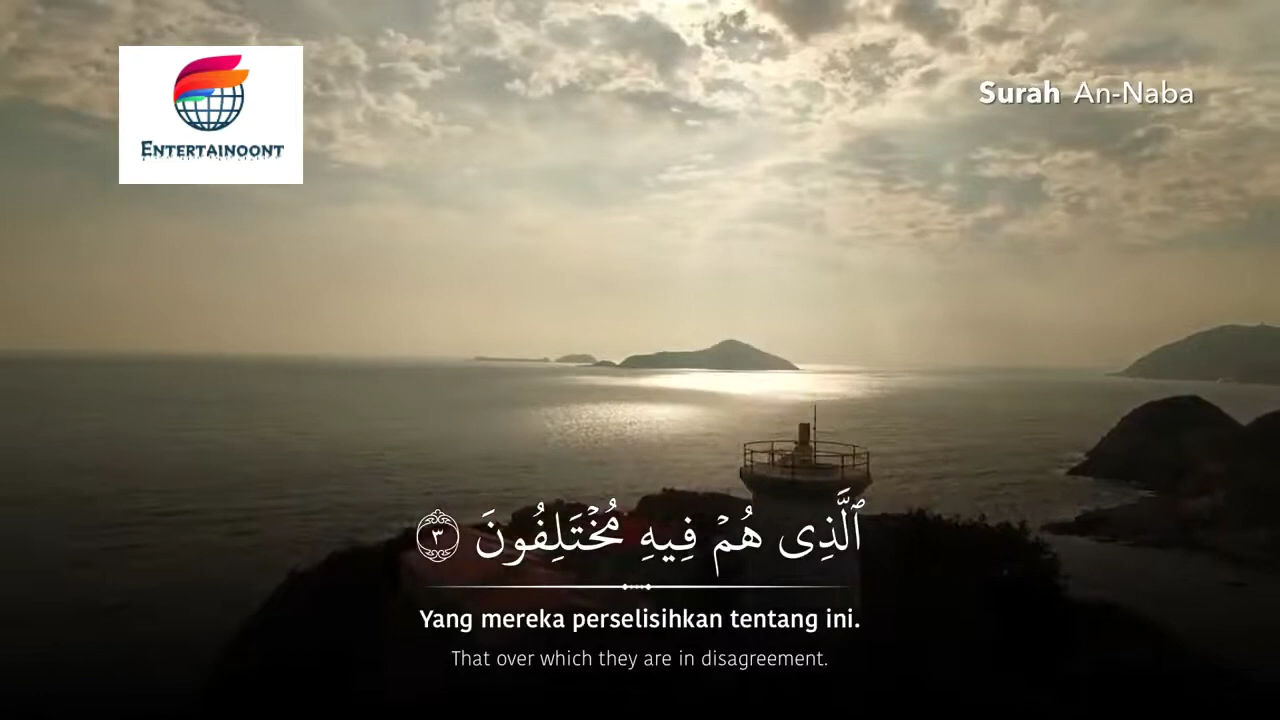 ENTERTAINOONT
Surah An-Naba
ٱلَّذِى هُمْ فِيهِ مُخْتَلِفُونَ ٣
Yang mereka perselisihkan tentang ini.
That over which they are in disagreement.